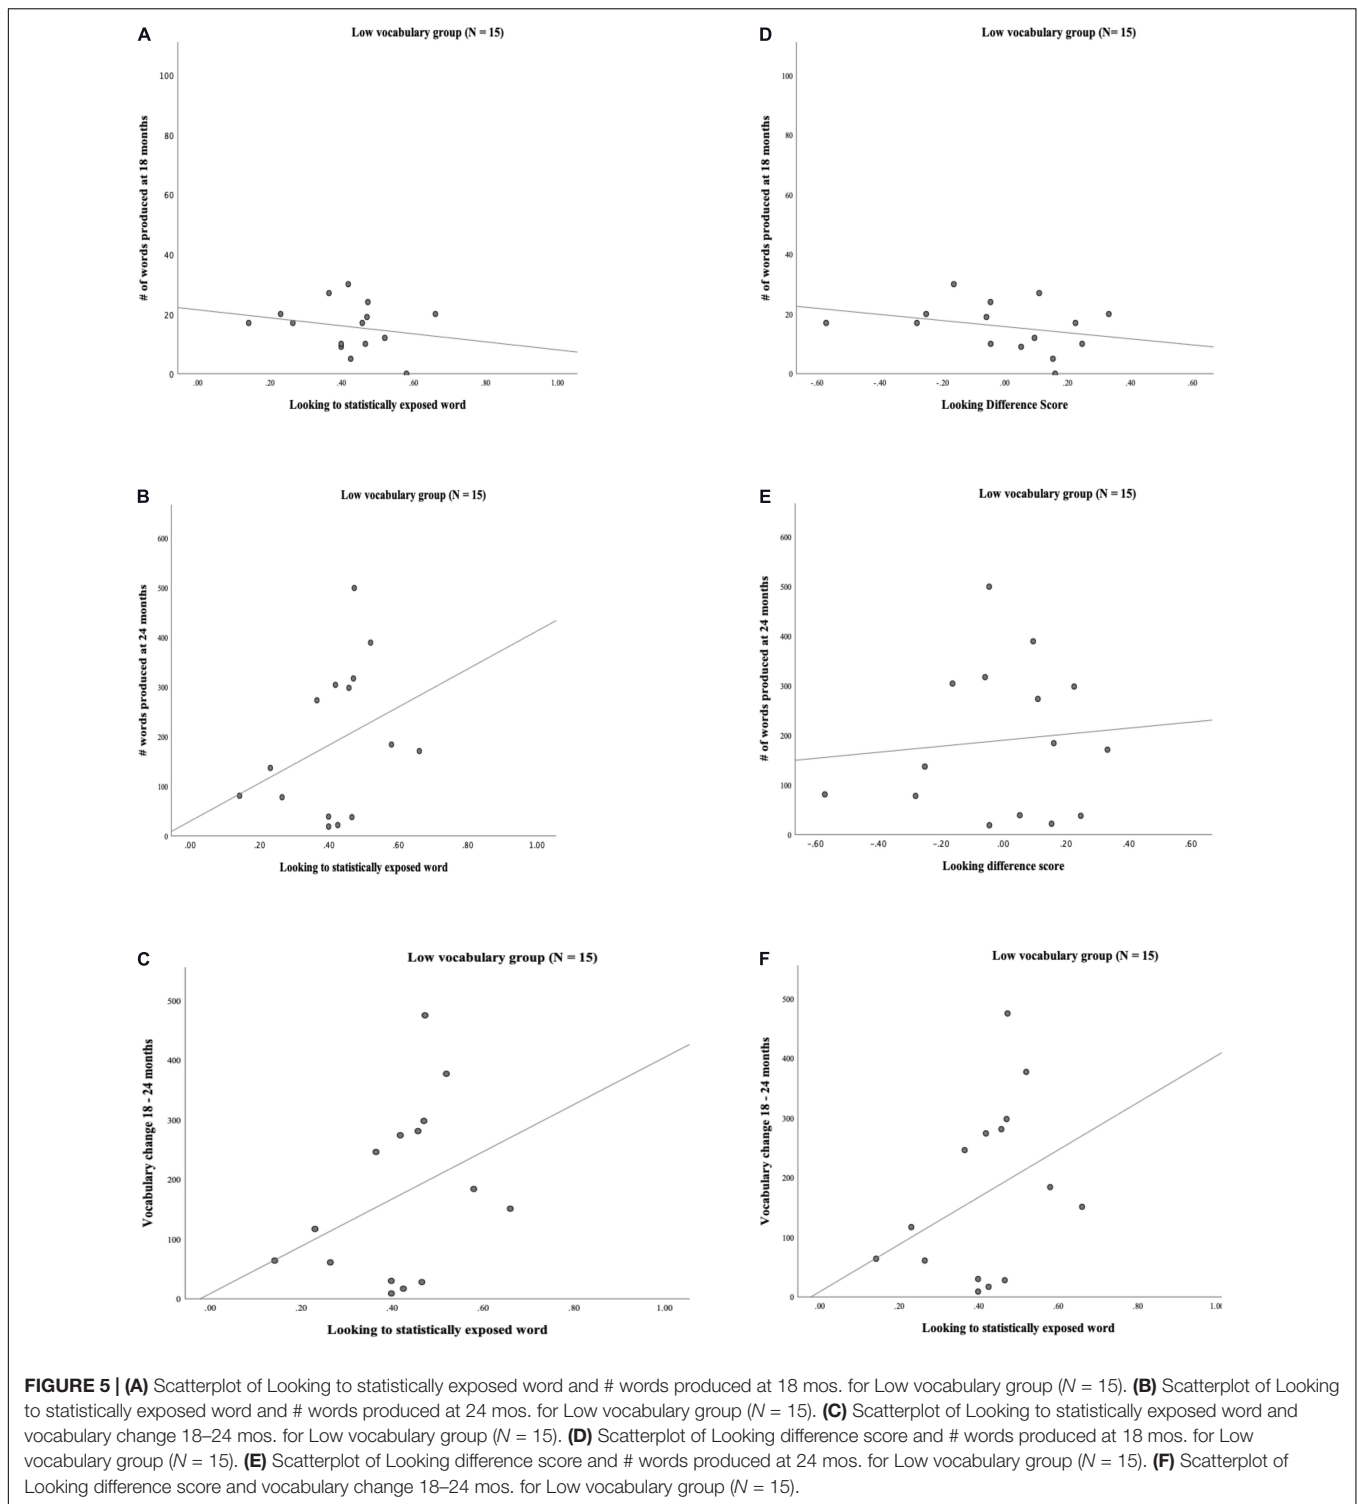 A
Low vocabulary group (N = 15)
# of words produced at 18 months
100
80
60
40
20
0
.00 .20 .40 .60 .80 1.00
Looking to statistically exposed word
D
Low vocabulary group (N= 15)
# of words produced at 18 months
100
80
60
40
20
0
-.60 -.40 -.20 .00 .20 .40 .60
Looking Difference Score
B
Low vocabulary group (N = 15)
# words produced at 24 months
600
500
400
300
200
100
0
.00 .20 .40 .60 .80 1.00
Looking to statistically exposed word
E
Low vocabulary group (N = 15)
# of words produced at 24 months
600
500
400
300
200
100
0
-.60 -.40 -.20 .00 .20 .40 .60
Looking difference score
C
Low vocabulary group (N = 15)
Vocabulary change 18 - 24 months
500
400
300
200
100
0
.00 .20 .40 .60 .80 1.00
Looking to statistically exposed word
F
Low vocabulary group (N = 15)
Vocabulary change 18 - 24 months
500
400
300
200
100
0
.00 .20 .40 .60 .80 1.00
Looking to statistically exposed word
FIGURE 5 | (A) Scatterplot of Looking to statistically exposed word and # words produced at 18 mos. for Low vocabulary group (N = 15). (B) Scatterplot of Looking
to statistically exposed word and # words produced at 24 mos. for Low vocabulary group (N = 15). (C) Scatterplot of Looking to statistically exposed word and
vocabulary change 18–24 mos. for Low vocabulary group (N = 15). (D) Scatterplot of Looking difference score and # words produced at 18 mos. for Low
vocabulary group (N = 15). (E) Scatterplot of Looking difference score and # words produced at 24 mos. for Low vocabulary group (N = 15). (F) Scatterplot of
Looking difference score and vocabulary change 18–24 mos. for Low vocabulary group (N = 15).